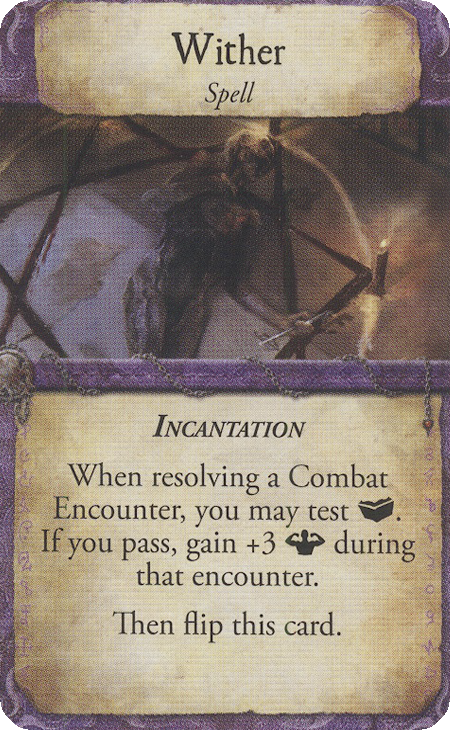 Wither
Spell
INCANTATION
When resolving a Combat
Encounter, you may test .
If you pass, gain +3 during
that encounter.
Then flip this card.